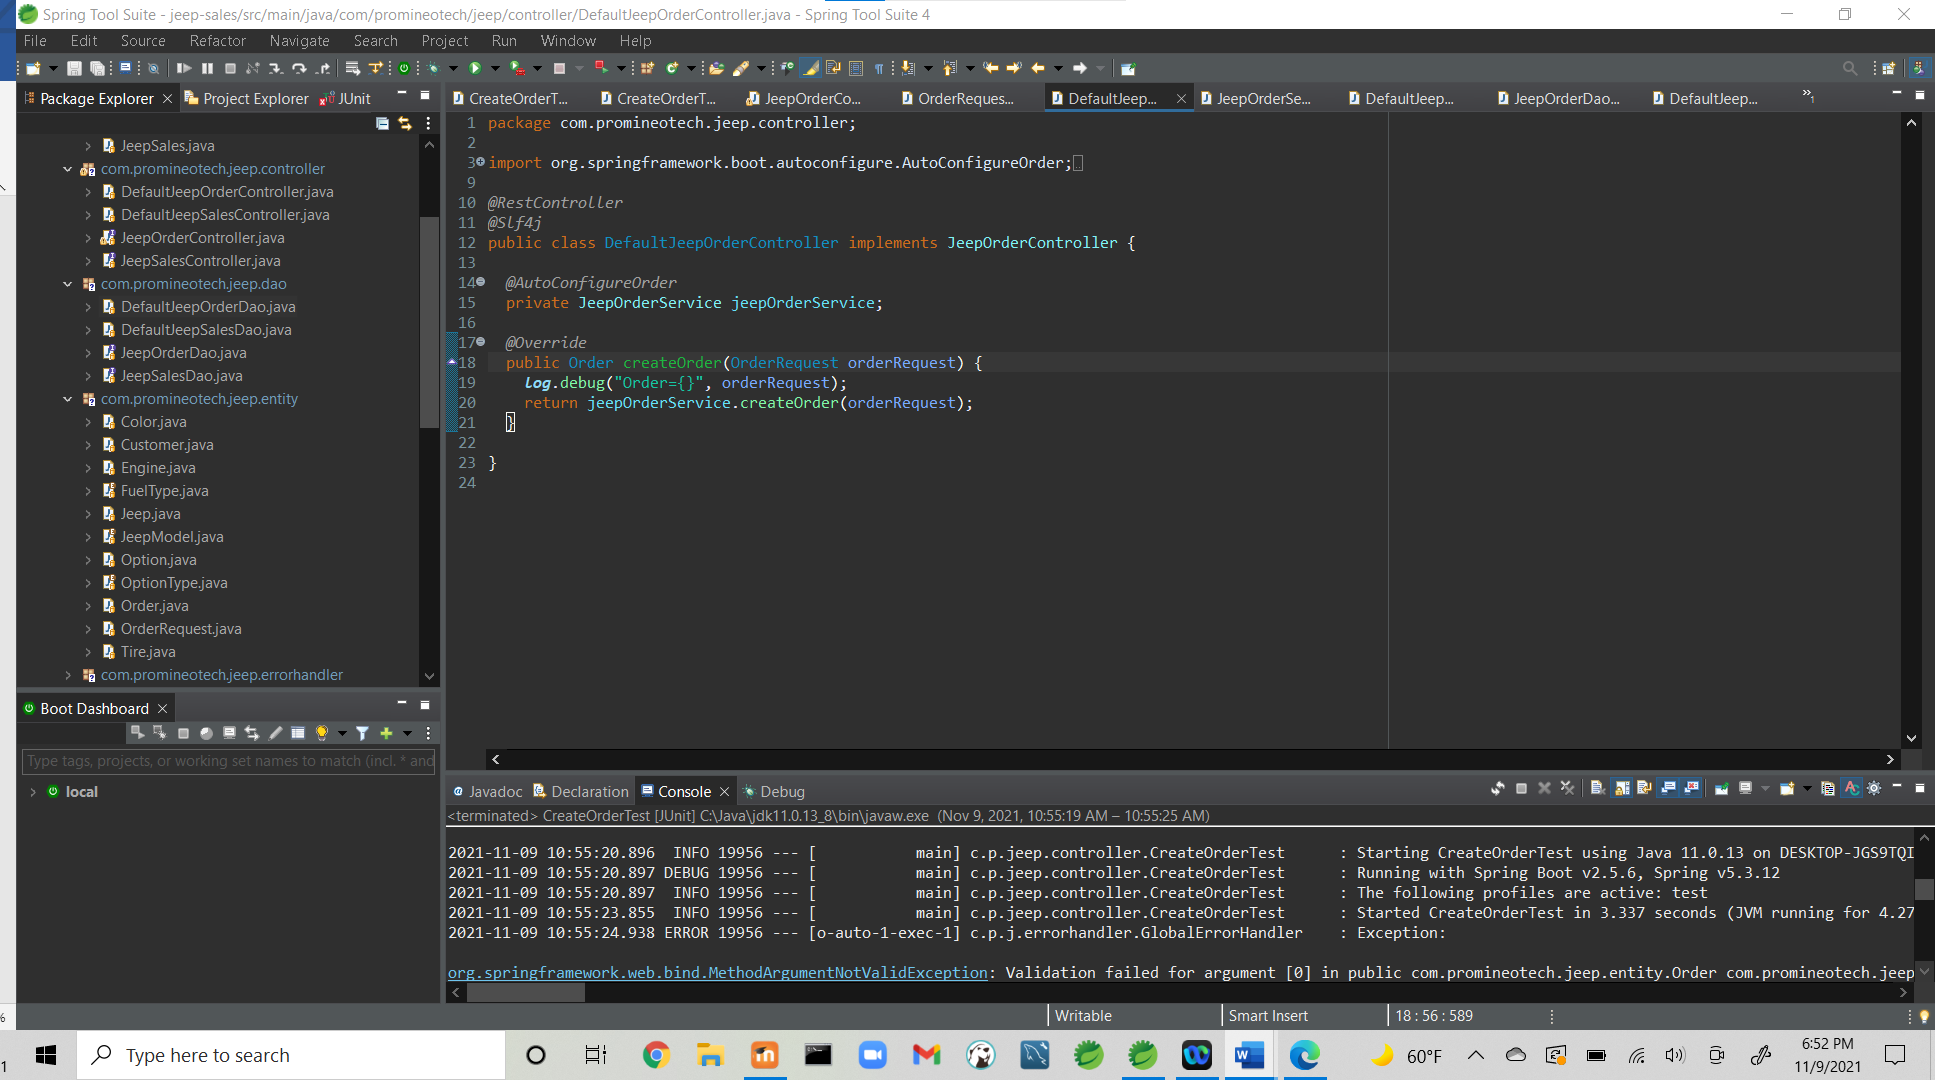 Spring Tool Suite - jeep-sales/src/main/java/com/promineotech/jeep/controller/DefaultJeepOrderController.java - Spring Tool Suite 4
File Edit Source Refactor Navigate Search Project Run Window Help
Package Explorer Project Explorer JUnit
CreateOrderT... CreateOrderT... JeepOrderCo... OrderReques... DefaultJeep... JeepOrderSe... DefaultJeep... JeepOrderDao... DefaultJeep... »1
JeepSales.java
com.promineotech.jeep.controller
DefaultJeepOrderController.java
DefaultJeepSalesController.java
JeepOrderController.java
JeepSalesController.java
com.promineotech.jeep.dao
DefaultJeepOrderDao.java
DefaultJeepSalesDao.java
JeepOrderDao.java
JeepSalesDao.java
com.promineotech.jeep.entity
Color.java
Customer.java
Engine.java
FuelType.java
Jeep.java
JeepModel.java
Option.java
OptionType.java
Order.java
OrderRequest.java
Tire.java
com.promineotech.jeep.errorhandler
1 package com.promineotech.jeep.controller;
2
3 import org.springframework.boot.autoconfigure.AutoConfigureOrder;
9
10 @RestController
11 @Slf4j
12 public class DefaultJeepOrderController implements JeepOrderController {
13
14 @AutoConfigureOrder
15 private JeepOrderService jeepOrderService;
16
17 @Override
18 public Order createOrder(OrderRequest orderRequest) {
19 log.debug("Order={}", orderRequest);
20 return jeepOrderService.createOrder(orderRequest);
21 }
22
23 }
24
Boot Dashboard
Type tags, projects, or working set names to match (incl. * and
local
Javadoc Declaration Console Debug
<terminated> CreateOrderTest [JUnit] C:\Java\jdk11.0.13_8\bin\javaw.exe (Nov 9, 2021, 10:55:19 AM – 10:55:25 AM)
2021-11-09 10:55:20.896 INFO 19956 --- [ main] c.p.jeep.controller.CreateOrderTest : Starting CreateOrderTest using Java 11.0.13 on DESKTOP-JGS9TQI
2021-11-09 10:55:20.897 DEBUG 19956 --- [ main] c.p.jeep.controller.CreateOrderTest : Running with Spring Boot v2.5.6, Spring v5.3.12
2021-11-09 10:55:20.897 INFO 19956 --- [ main] c.p.jeep.controller.CreateOrderTest : The following profiles are active: test
2021-11-09 10:55:23.855 INFO 19956 --- [ main] c.p.jeep.controller.CreateOrderTest : Started CreateOrderTest in 3.337 seconds (JVM running for 4.27
2021-11-09 10:55:24.938 ERROR 19956 --- [o-auto-1-exec-1] c.p.j.errorhandler.GlobalErrorHandler : Exception:
org.springframework.web.bind.MethodArgumentNotValidException: Validation failed for argument [0] in public com.promineotech.jeep.entity.Order com.promineotech.jeep
Writable Smart Insert 18 : 56 : 589
Type here to search
60°F
6:52 PM
11/9/2021